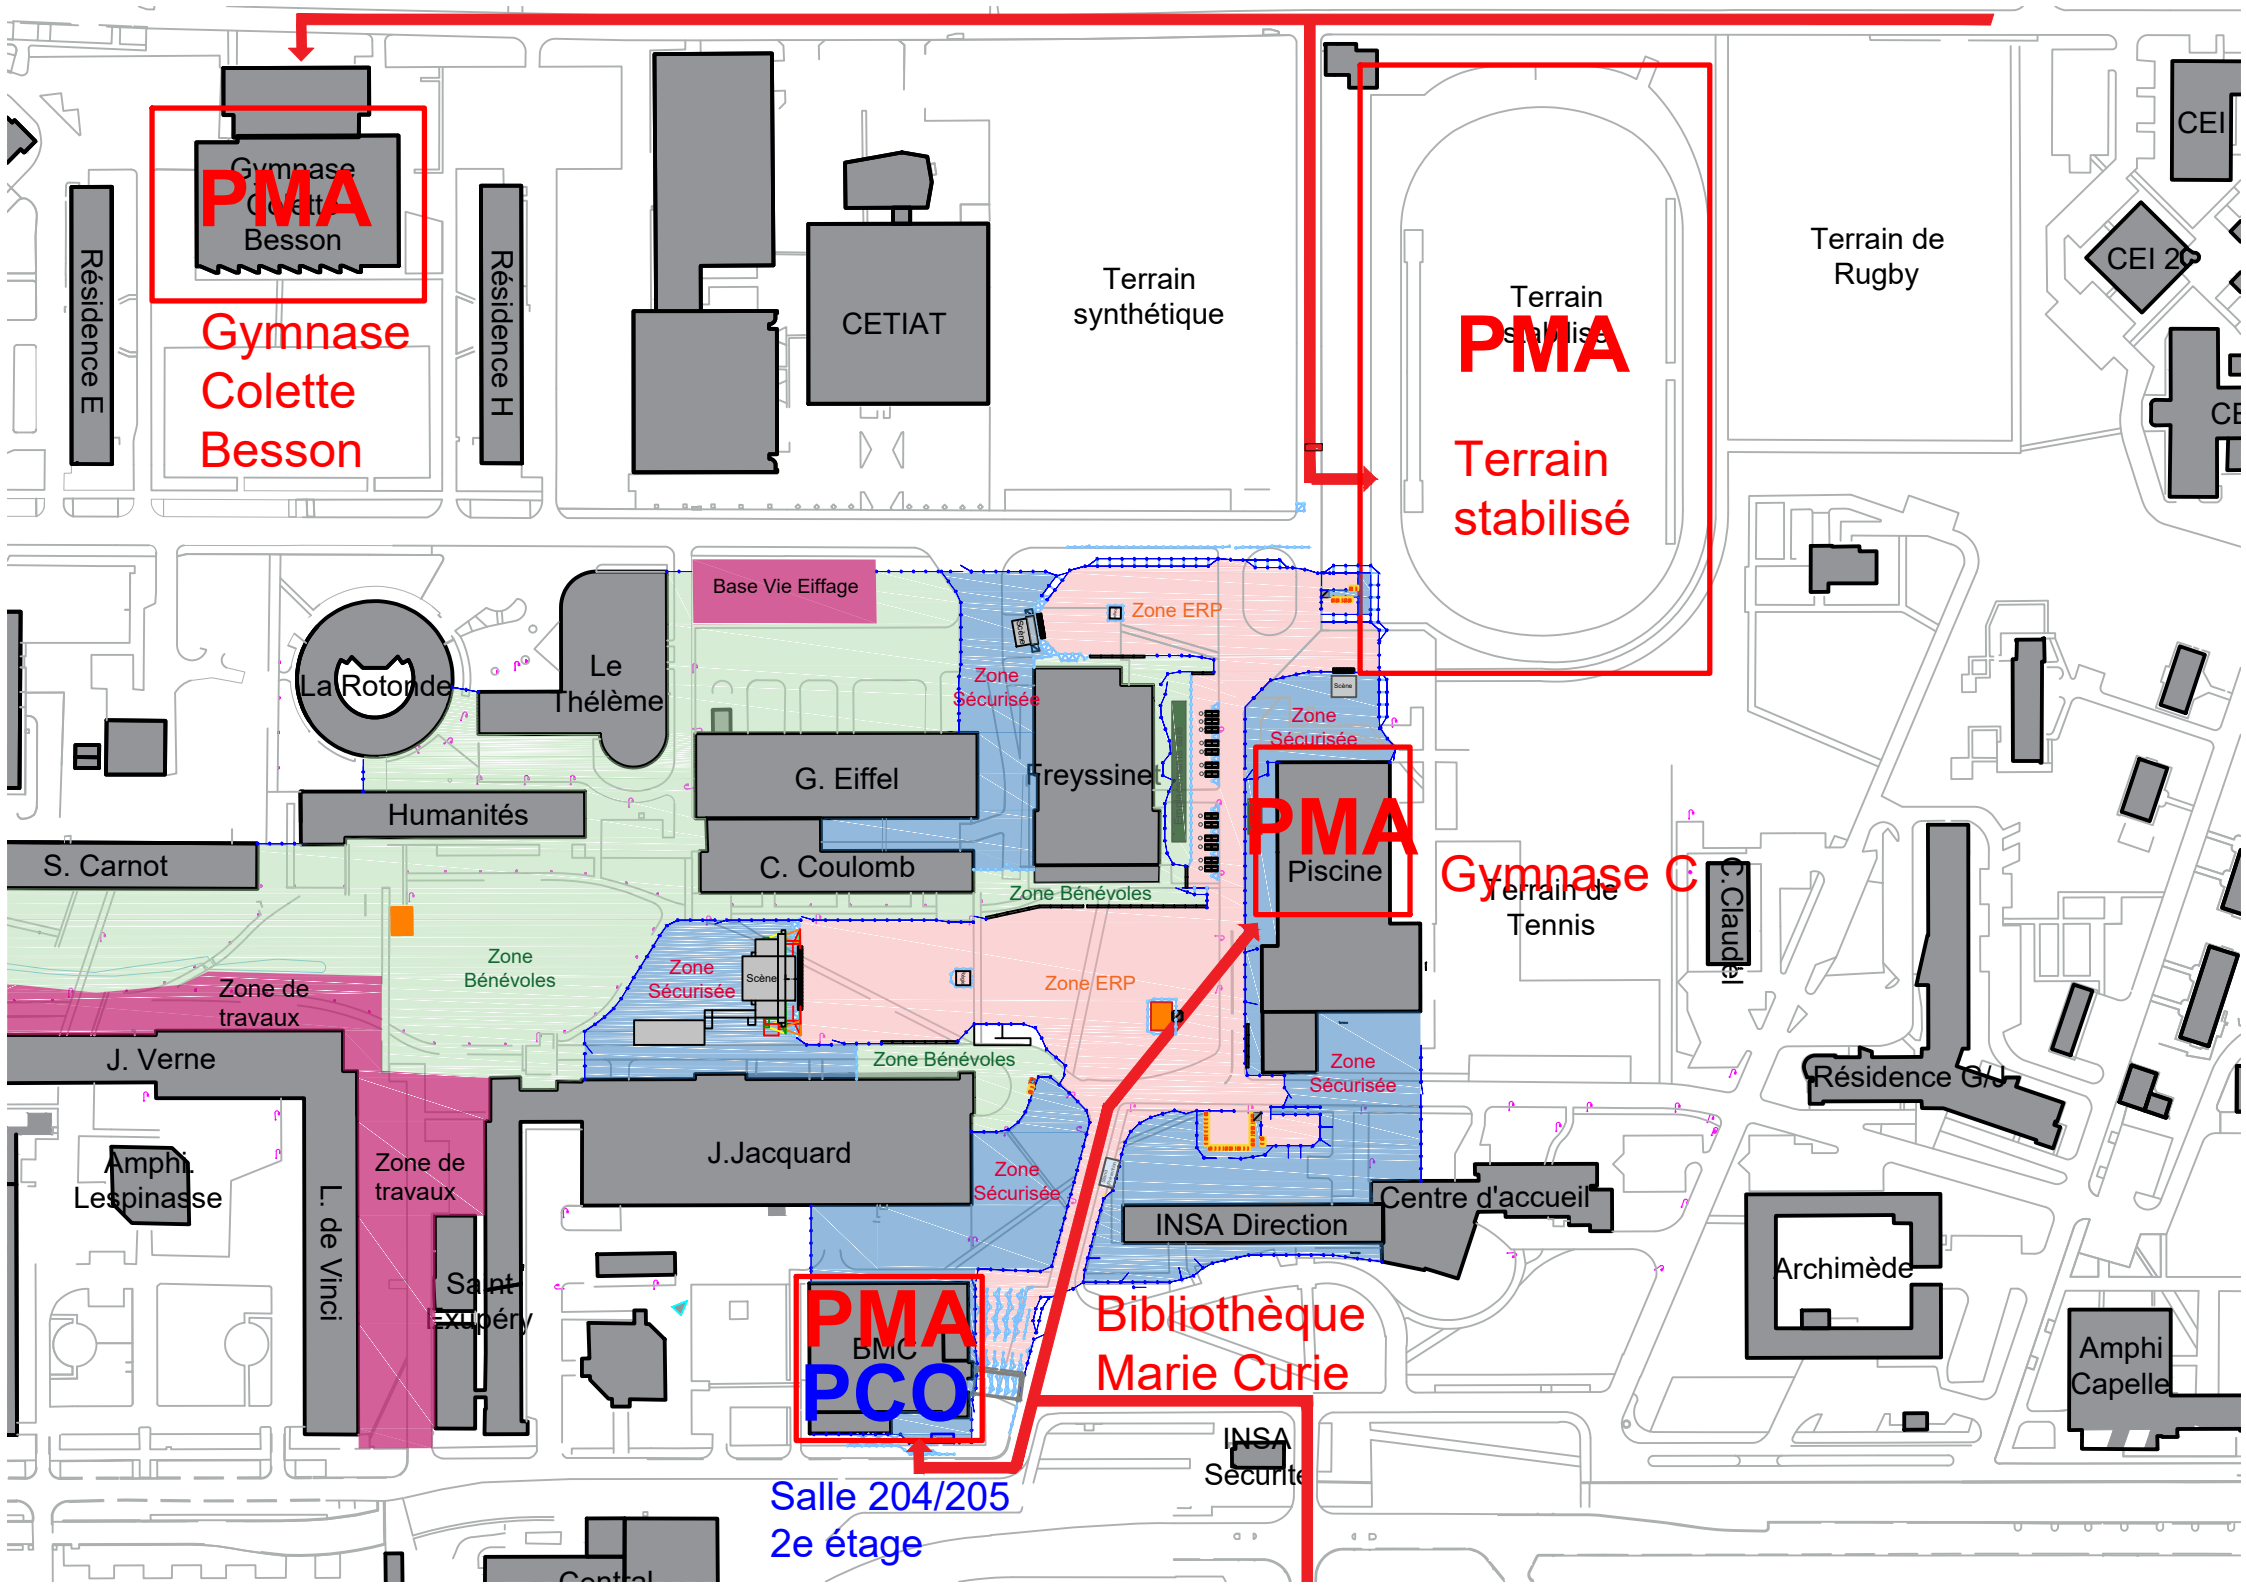 Gymnase
Colette
Besson
PMA
Gymnase
Colette
Besson
Résidence E
Résidence H
CETIAT
Terrain
synthétique
Terrain
stabilisé
PMA
Terrain
stabilisé
Terrain de
Rugby
CEI
CEI 2
CE
Base Vie Eiffage
Zone ERP
Scène
La Rotonde
Le
Thélème
Zone
Sécurisée
Scène
Zone
Sécurisée
G. Eiffel
Freyssinet
Humanités
S. Carnot
C. Coulomb
PMA
Piscine
Gymnase C
Terrain de
Tennis
C.Claudel
Zone Bénévoles
Zone
Bénévoles
Zone
Sécurisée
Scène
Zone ERP
Zone de
travaux
J. Verne
Zone Bénévoles
Zone
Sécurisée
Résidence G/J
J.Jacquard
Zone de
travaux
Amphi.
Lespinasse
L. de Vinci
Zone
Sécurisée
INSA Direction
Centre d'accueil
Saint
Exupéry
Archimède
PMA
BMC
PCO
Bibliothèque
Marie Curie
Amphi
Capelle
INSA
Sécurité
Salle 204/205
2e étage
Central